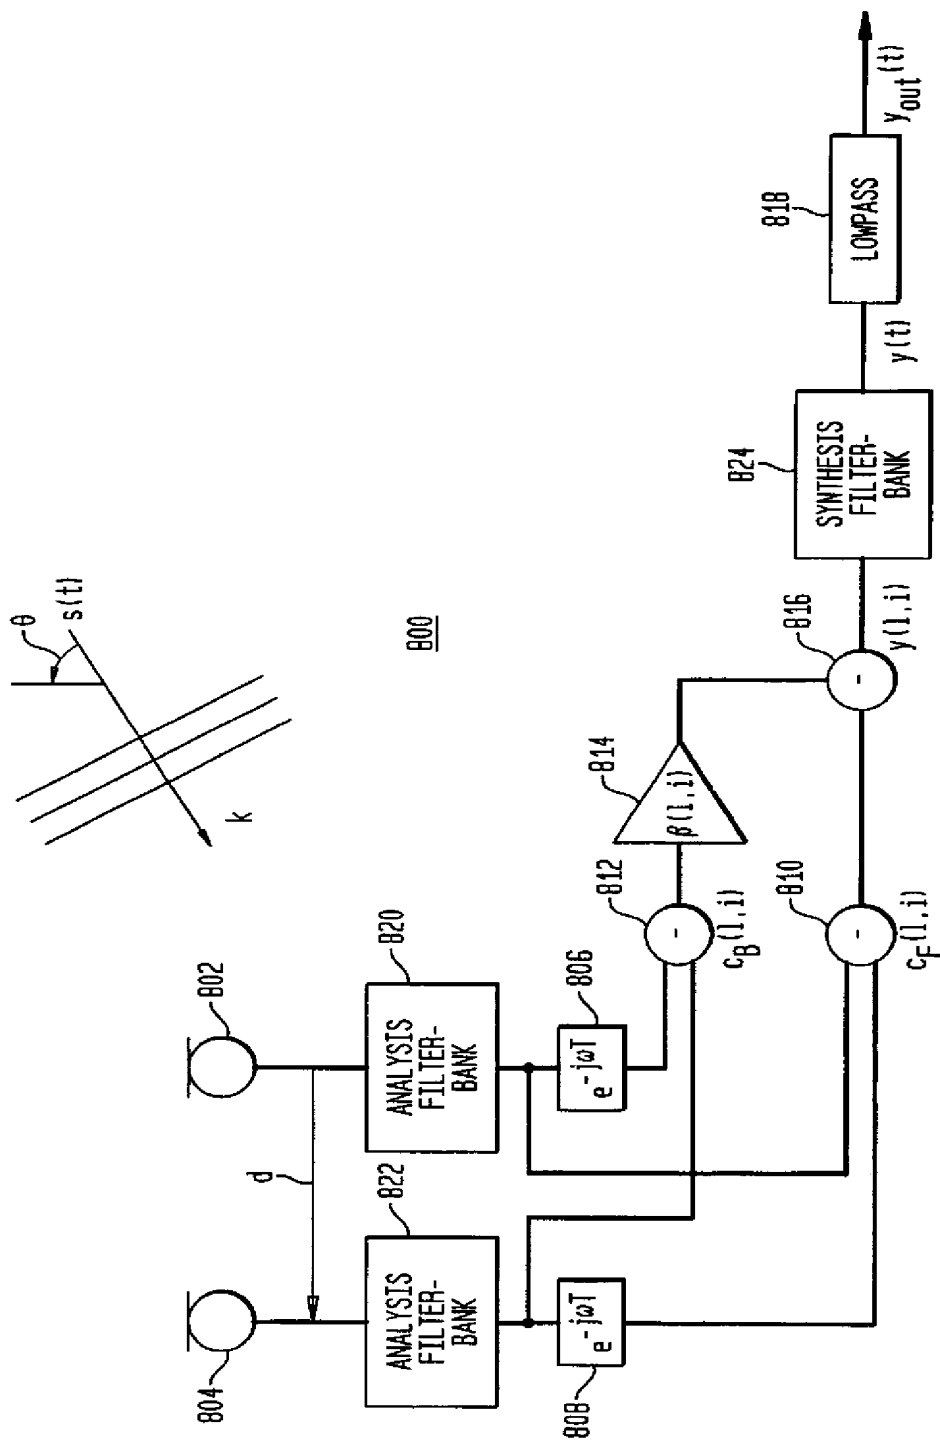 θ
s(t)
k
800
802
804
d
820
ANALYSIS
FILTER-
BANK
822
ANALYSIS
FILTER-
BANK
806
e^-jωT
808
e^-jωT
812
-
c_B(l,i)
810
-
c_F(l,i)
814
β(l,i)
816
-
y(l,i)
824
SYNTHESIS
FILTER-
BANK
y(t)
818
LOWPASS
y_out(t)